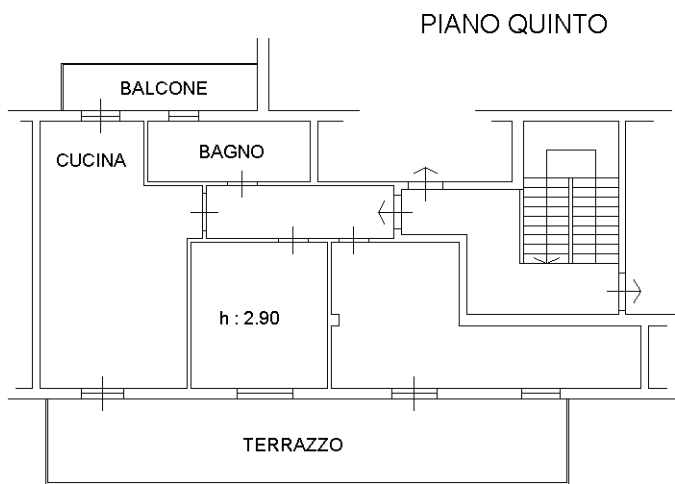 PIANO QUINTO
BALCONE
CUCINA
BAGNO
h : 2.90
TERRAZZO